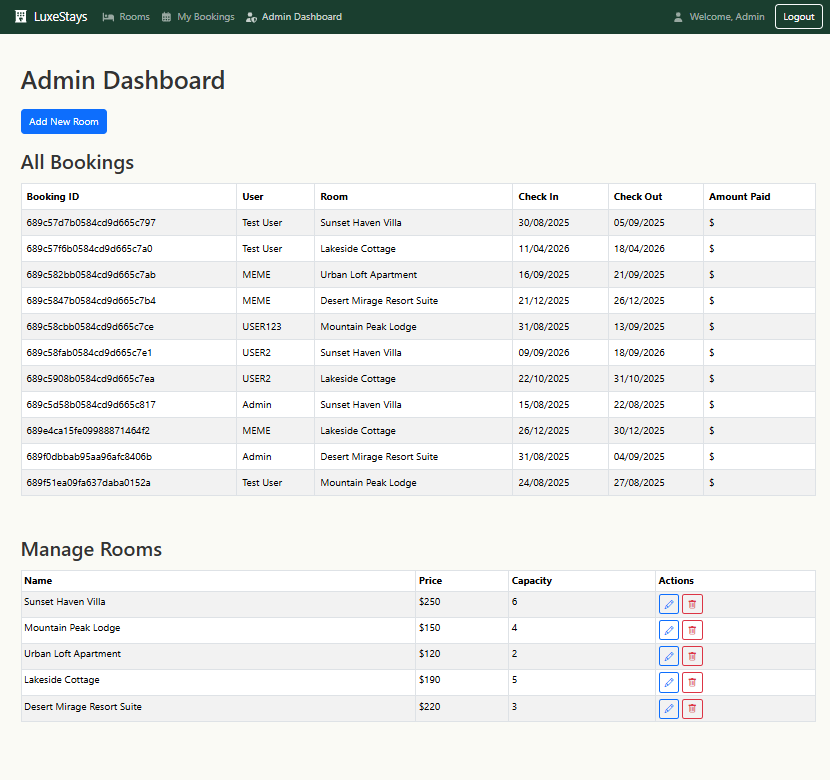 LuxeStays Rooms My Bookings Admin Dashboard Welcome, Admin Logout
Admin Dashboard
Add New Room
All Bookings
Booking ID User Room Check In Check Out Amount Paid
689c57d7b0584cd9d665c797 Test User Sunset Haven Villa 30/08/2025 05/09/2025 $
689c57f6b0584cd9d665c7a0 Test User Lakeside Cottage 11/04/2026 18/04/2026 $
689c582bb0584cd9d665c7ab MEME Urban Loft Apartment 16/09/2025 21/09/2025 $
689c5847b0584cd9d665c7b4 MEME Desert Mirage Resort Suite 21/12/2025 26/12/2025 $
689c58cbb0584cd9d665c7ce USER123 Mountain Peak Lodge 31/08/2025 13/09/2025 $
689c58fab0584cd9d665c7e1 USER2 Sunset Haven Villa 09/09/2026 18/09/2026 $
689c5908b0584cd9d665c7ea USER2 Lakeside Cottage 22/10/2025 31/10/2025 $
689c5d58b0584cd9d665c817 Admin Sunset Haven Villa 15/08/2025 22/08/2025 $
689e4ca15fe09988871464f2 MEME Lakeside Cottage 26/12/2025 30/12/2025 $
689f0dbbab95aa96afc8406b Admin Desert Mirage Resort Suite 31/08/2025 04/09/2025 $
689f51ea09fa637daba0152a Test User Mountain Peak Lodge 24/08/2025 27/08/2025 $
Manage Rooms
Name Price Capacity Actions
Sunset Haven Villa $250 6
Mountain Peak Lodge $150 4
Urban Loft Apartment $120 2
Lakeside Cottage $190 5
Desert Mirage Resort Suite $220 3